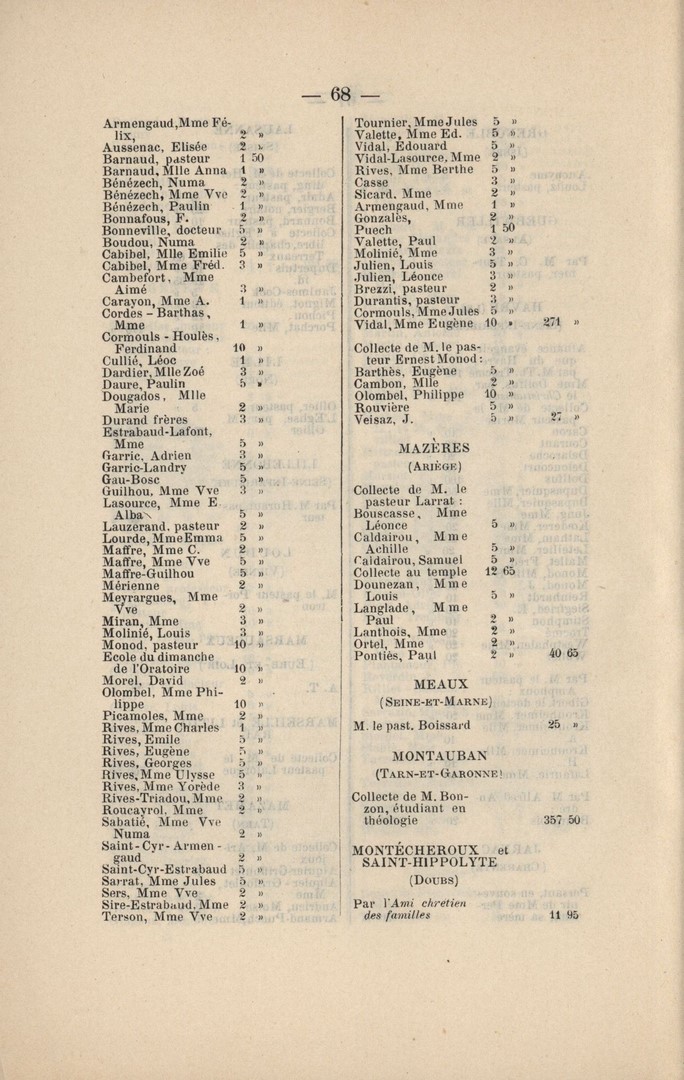 — 68 —
Armengaud, Mme Fé-
lix, 2 »
Aussenac, Elisée 2 »
Barnaud, pasteur 1 50
Barnaud, Mlle Anna 1 »
Bénézech, Numa 2 »
Bénézech, Mme Vve 2 »
Bénézech, Paulin 1 »
Bonnafous, F. 2 »
Bonneville, docteur 5 »
Boudou, Numa 2 »
Cabibel, Mlle Emilie 5 »
Cabibel, Mme Fréd. 3 »
Cambefort, Mme
Aimé 3 »
Carayon, Mme A. 1 »
Cordes - Barthas,
Mme 1 »
Cormouls - Houlès,
Ferdinand 10 »
Cullié, Léoc 1 »
Dardier, Mlle Zoé 3 »
Daure, Paulin 5 »
Dougados, Mlle
Marie 2 »
Durand frères 3 »
Estrabaud-Lafont,
Mme 5 »
Garric, Adrien 3 »
Garric-Landry 5 »
Gau-Bosc 5 »
Guilhou, Mme Vve 3 »
Lasource, Mme E.
Alba 5 »
Lauzerand, pasteur 2 »
Lourde, Mme Emma 5 »
Maffre, Mme C. 2 »
Maffre, Mme Vve 5 »
Maffre-Guilhou 5 »
Mérienne 2 »
Meyrargues, Mme
Vve 2 »
Miran, Mme 3 »
Molinié, Louis 3 »
Monod, pasteur 10 »
Ecole du dimanche
de l'Oratoire 10 »
Morel, David 2 »
Olombel, Mme Phi-
lippe 10 »
Picamoles, Mme 2 »
Rives, Mme Charles 1 »
Rives, Emile 5 »
Rives, Eugène 5 »
Rives, Georges 5 »
Rives, Mme Ulysse 5 »
Rives, Mme Yorède 3 »
Rives-Triadou, Mme 2 »
Roucayrol, Mme 2 »
Sabatié, Mme Vve
Numa 2 »
Saint-Cyr-Armen-
gaud 2 »
Saint-Cyr-Estrabaud 5 »
Sarrat, Mme Jules 5 »
Sers, Mme Vve 2 »
Sire-Estrabaud, Mme 2 »
Terson, Mme Vve 2 »
Tournier, Mme Jules 5 »
Valette, Mme Ed. 5 »
Vidal, Edouard 5 »
Vidal-Lasource, Mme 2 »
Rives, Mme Berthe 5 »
Casse 3 »
Sicard, Mme 2 »
Armengaud, Mme 1 »
Gonzalès, 2 »
Puech 1 50
Valette, Paul 2 »
Molinié, Mme 3 »
Julien, Louis 5 »
Julien, Léonce 3 »
Brezzi, pasteur 2 »
Durantis, pasteur 3 »
Cormouls, Mme Jules 5 »
Vidal, Mme Eugène 10 » 271 »
Collecte de M. le pas-
teur Ernest Monod :
Barthès, Eugène 5 »
Cambon, Mlle 2 »
Olombel, Philippe 10 »
Rouvière 5 »
Veisaz, J. 5 » 27 »
MAZÈRES
(ARIÈGE)
Collecte de M. le
pasteur Larrat :
Bouscasse, Mme
Léonce 5 »
Caldairou, Mme
Achille 5 »
Caldairou, Samuel 5 »
Collecte au temple 12 65
Dounezan, Mme
Louis 5 »
Langlade, Mme
Paul 2 »
Lanthois, Mme 2 »
Ortel, Mme 2 »
Pontiès, Paul 2 » 40 65
MEAUX
(SEINE-ET-MARNE)
M. le past. Boissard 25 »
MONTAUBAN
(TARN-ET-GARONNE)
Collecte de M. Bon-
zon, étudiant en
théologie 357 50
MONTÉCHEROUX et
SAINT-HIPPOLYTE
(DOUBS)
Par l'Ami chrétien
des familles 11 95